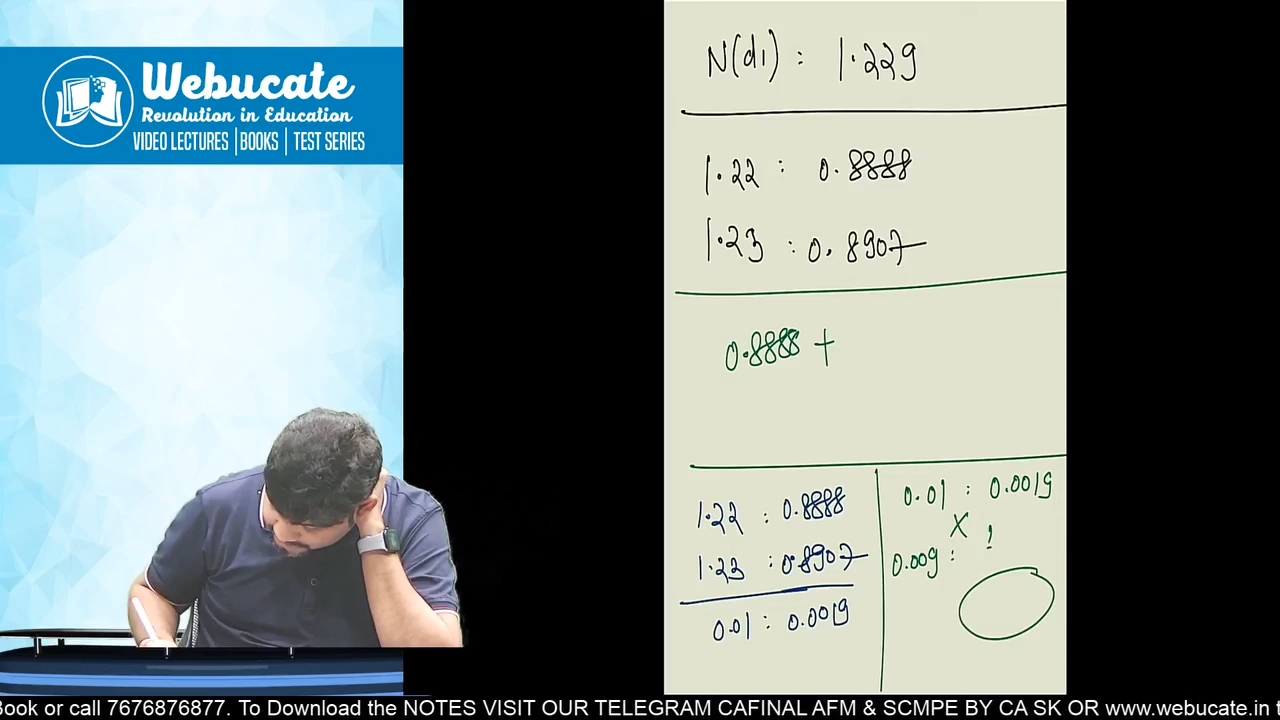 Webucate
Revolution in Education
VIDEO LECTURES | BOOKS | TEST SERIES
N(d1) : 1.229
1.22 : 0.8888
1.23 : 0.8907
0.8888 +
1.22 : 0.8888
1.23 : 0.8907
0.01 : 0.0019
0.01 : 0.0019
X
0.009 : ?
Book or call 7676876877. To Download the NOTES VISIT OUR TELEGRAM CAFINAL AFM & SCMPE BY CA SK OR www.webucate.in